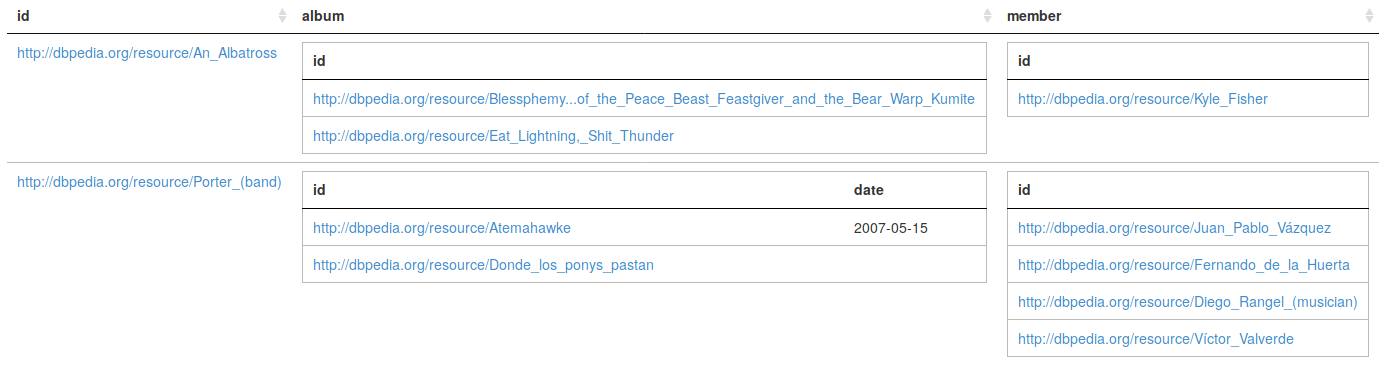 id album member
http://dbpedia.org/resource/An_Albatross
id
http://dbpedia.org/resource/Blessphemy...of_the_Peace_Beast_Feastgiver_and_the_Bear_Warp_Kumite
http://dbpedia.org/resource/Eat_Lightning,_Shit_Thunder
id
http://dbpedia.org/resource/Kyle_Fisher
http://dbpedia.org/resource/Porter_(band)
id date
http://dbpedia.org/resource/Atemahawke 2007-05-15
http://dbpedia.org/resource/Donde_los_ponys_pastan
id
http://dbpedia.org/resource/Juan_Pablo_Vázquez
http://dbpedia.org/resource/Fernando_de_la_Huerta
http://dbpedia.org/resource/Diego_Rangel_(musician)
http://dbpedia.org/resource/Víctor_Valverde